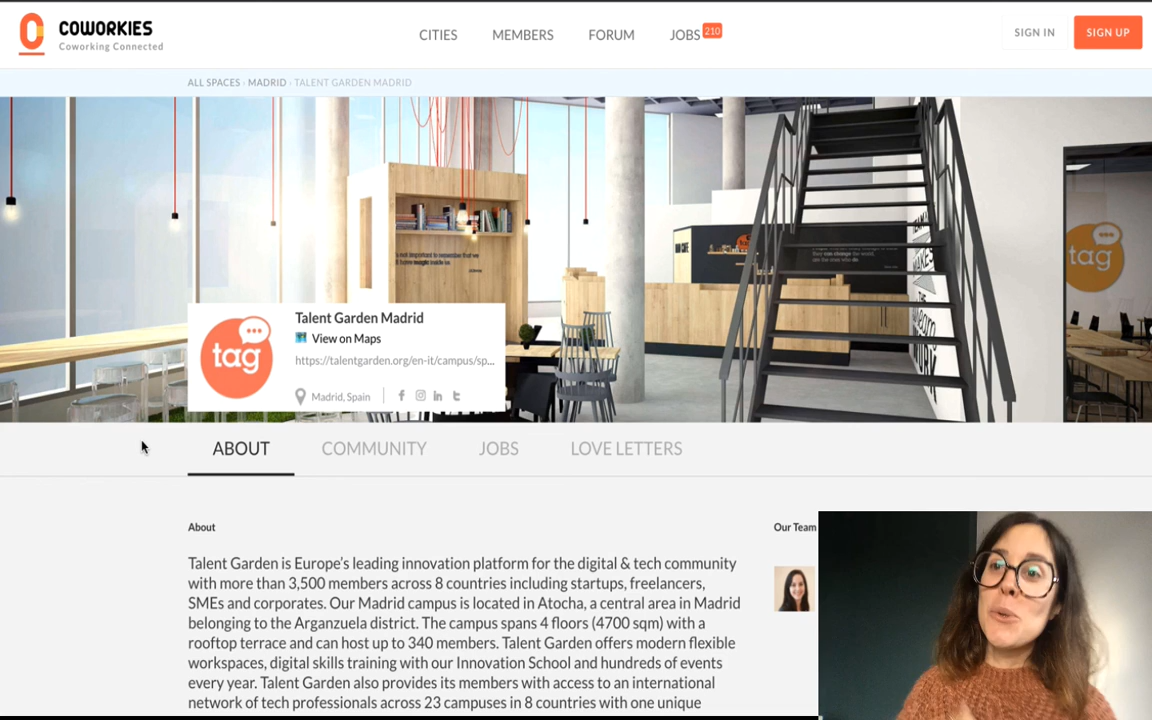 COWORKIES
Coworking Connected
CITIES
MEMBERS
FORUM
JOBS 210
SIGN IN
SIGN UP
ALL SPACES › MADRID › TALENT GARDEN MADRID
tag
Talent Garden Madrid
View on Maps
https://talentgarden.org/en-it/campus/sp...
Madrid, Spain
tag
ABOUT
COMMUNITY
JOBS
LOVE LETTERS
About
Our Team
Talent Garden is Europe's leading innovation platform for the digital & tech community
with more than 3,500 members across 8 countries including startups, freelancers,
SMEs and corporates. Our Madrid campus is located in Atocha, a central area in Madrid
belonging to the Arganzuela district. The campus spans 4 floors (4700 sqm) with a
rooftop terrace and can host up to 340 members. Talent Garden offers modern flexible
workspaces, digital skills training with our Innovation School and hundreds of events
every year. Talent Garden also provides its members with access to an international
network of tech professionals across 23 campuses in 8 countries with one unique